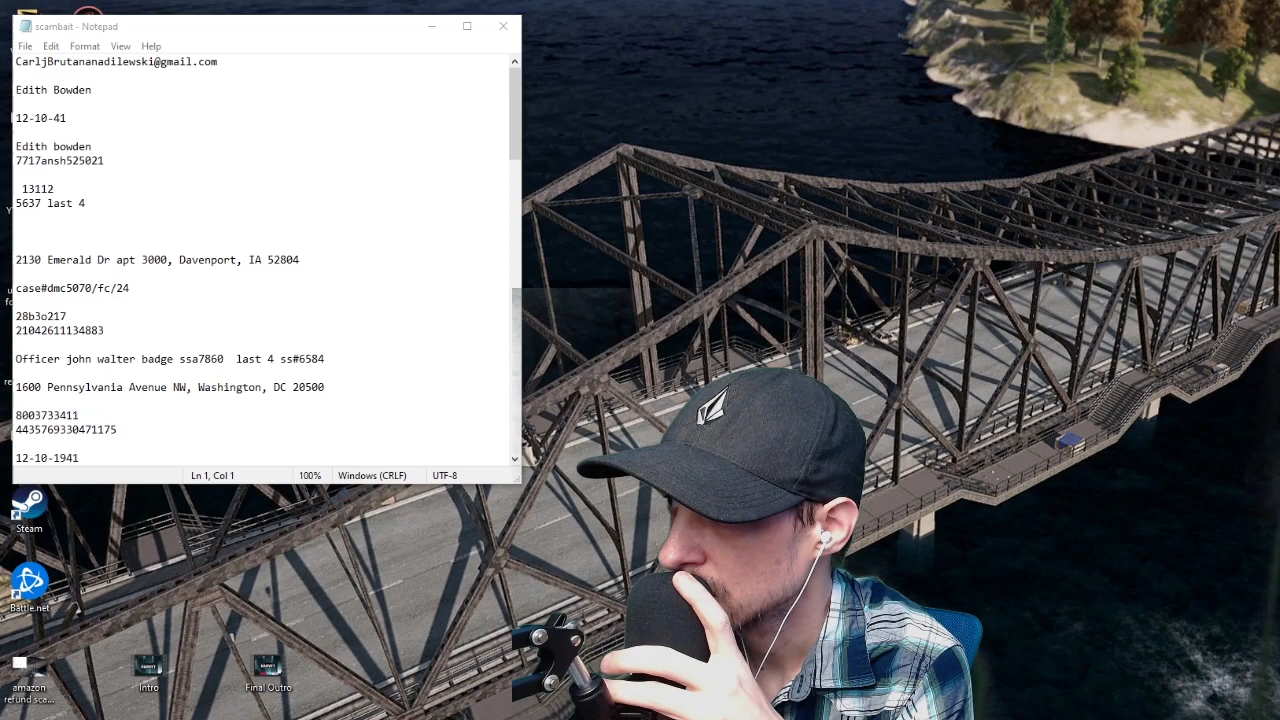 scambait - Notepad
File Edit Format View Help
CarljBrutananadilewski@gmail.com
Edith Bowden
12-10-41
Edith bowden
7717ansh525021
13112
5637 last 4
2130 Emerald Dr apt 3000, Davenport, IA 52804
case#dmc5070/fc/24
28b3o217
21042611134883
Officer john walter badge ssa7860 last 4 ss#6584
1600 Pennsylvania Avenue NW, Washington, DC 20500
8003733411
4435769330471175
12-10-1941
Ln 1, Col 1 100% Windows (CRLF) UTF-8
Steam
Battle.net
amazon
refund sca...
Intro
Final Outro